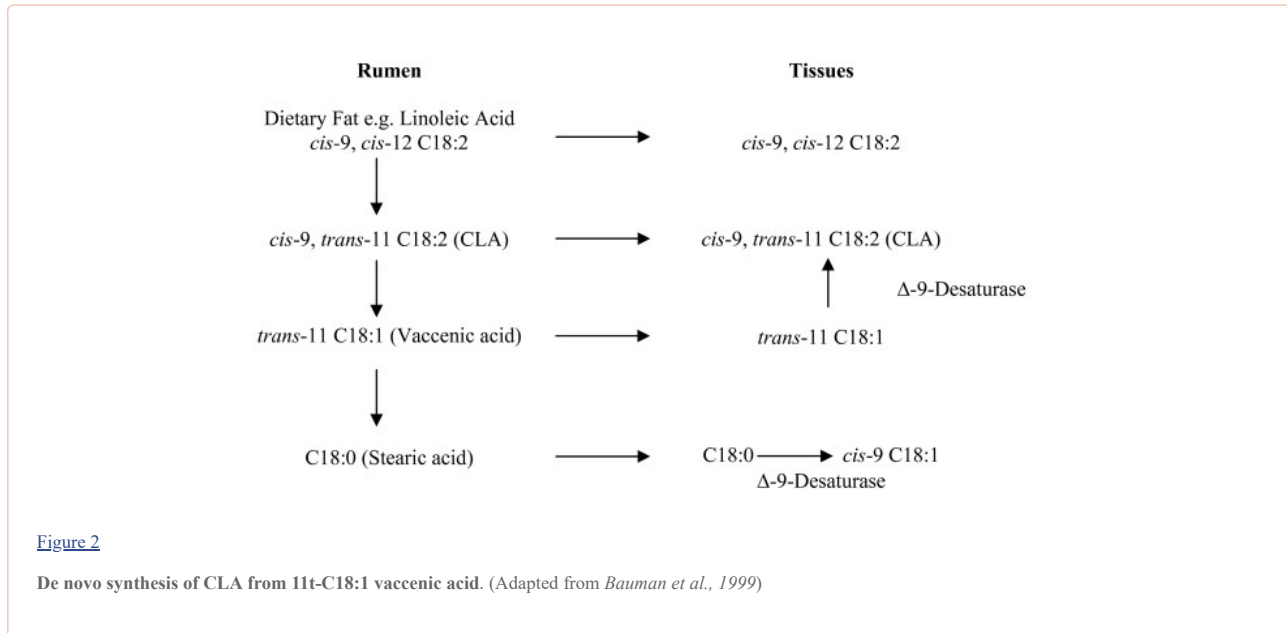 Rumen
Tissues
Dietary Fat e.g. Linoleic Acid
cis-9, cis-12 C18:2
cis-9, cis-12 C18:2
cis-9, trans-11 C18:2 (CLA)
cis-9, trans-11 C18:2 (CLA)
Δ-9-Desaturase
trans-11 C18:1 (Vaccenic acid)
trans-11 C18:1
C18:0 (Stearic acid)
C18:0
cis-9 C18:1
Δ-9-Desaturase
Figure 2
De novo synthesis of CLA from 11t-C18:1 vaccenic acid. (Adapted from Bauman et al., 1999)